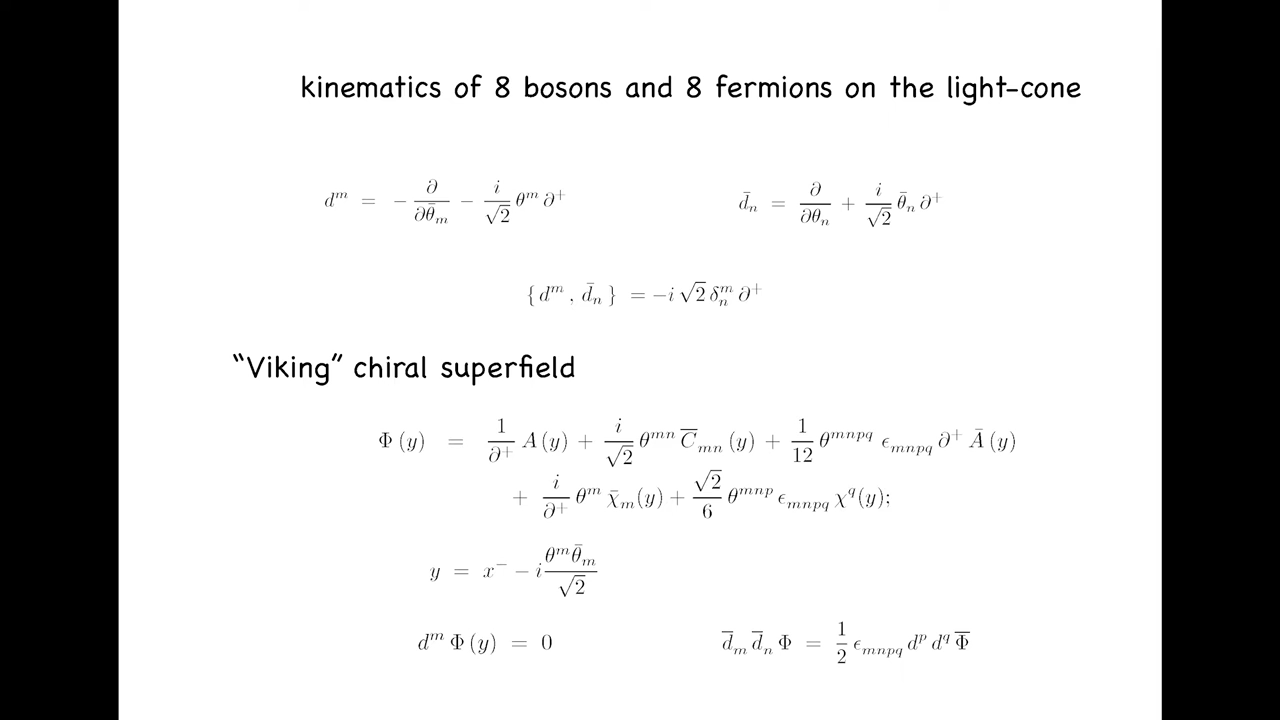 kinematics of 8 bosons and 8 fermions on the light-cone
d^m = − ∂/∂θ̄_m − i/√2 θ^m ∂^+    d̄_n = ∂/∂θ_n + i/√2 θ̄_n ∂^+
{ d^m , d̄_n } = −i √2 δ^m_n ∂^+
“Viking” chiral superfield
Φ (y) = 1/∂^+ A (y) + i/√2 θ^{mn} C̅_{mn} (y) + 1/12 θ^{mnpq} ϵ_{mnpq} ∂^+ Ā (y)
+ i/∂^+ θ^m χ̄_m(y) + √2/6 θ^{mnp} ϵ_{mnpq} χ^q(y);
y = x^− − i θ^m θ̄_m/√2
d^m Φ (y) = 0    d̅_m d̅_n Φ = 1/2 ϵ_{mnpq} d^p d^q Φ̅